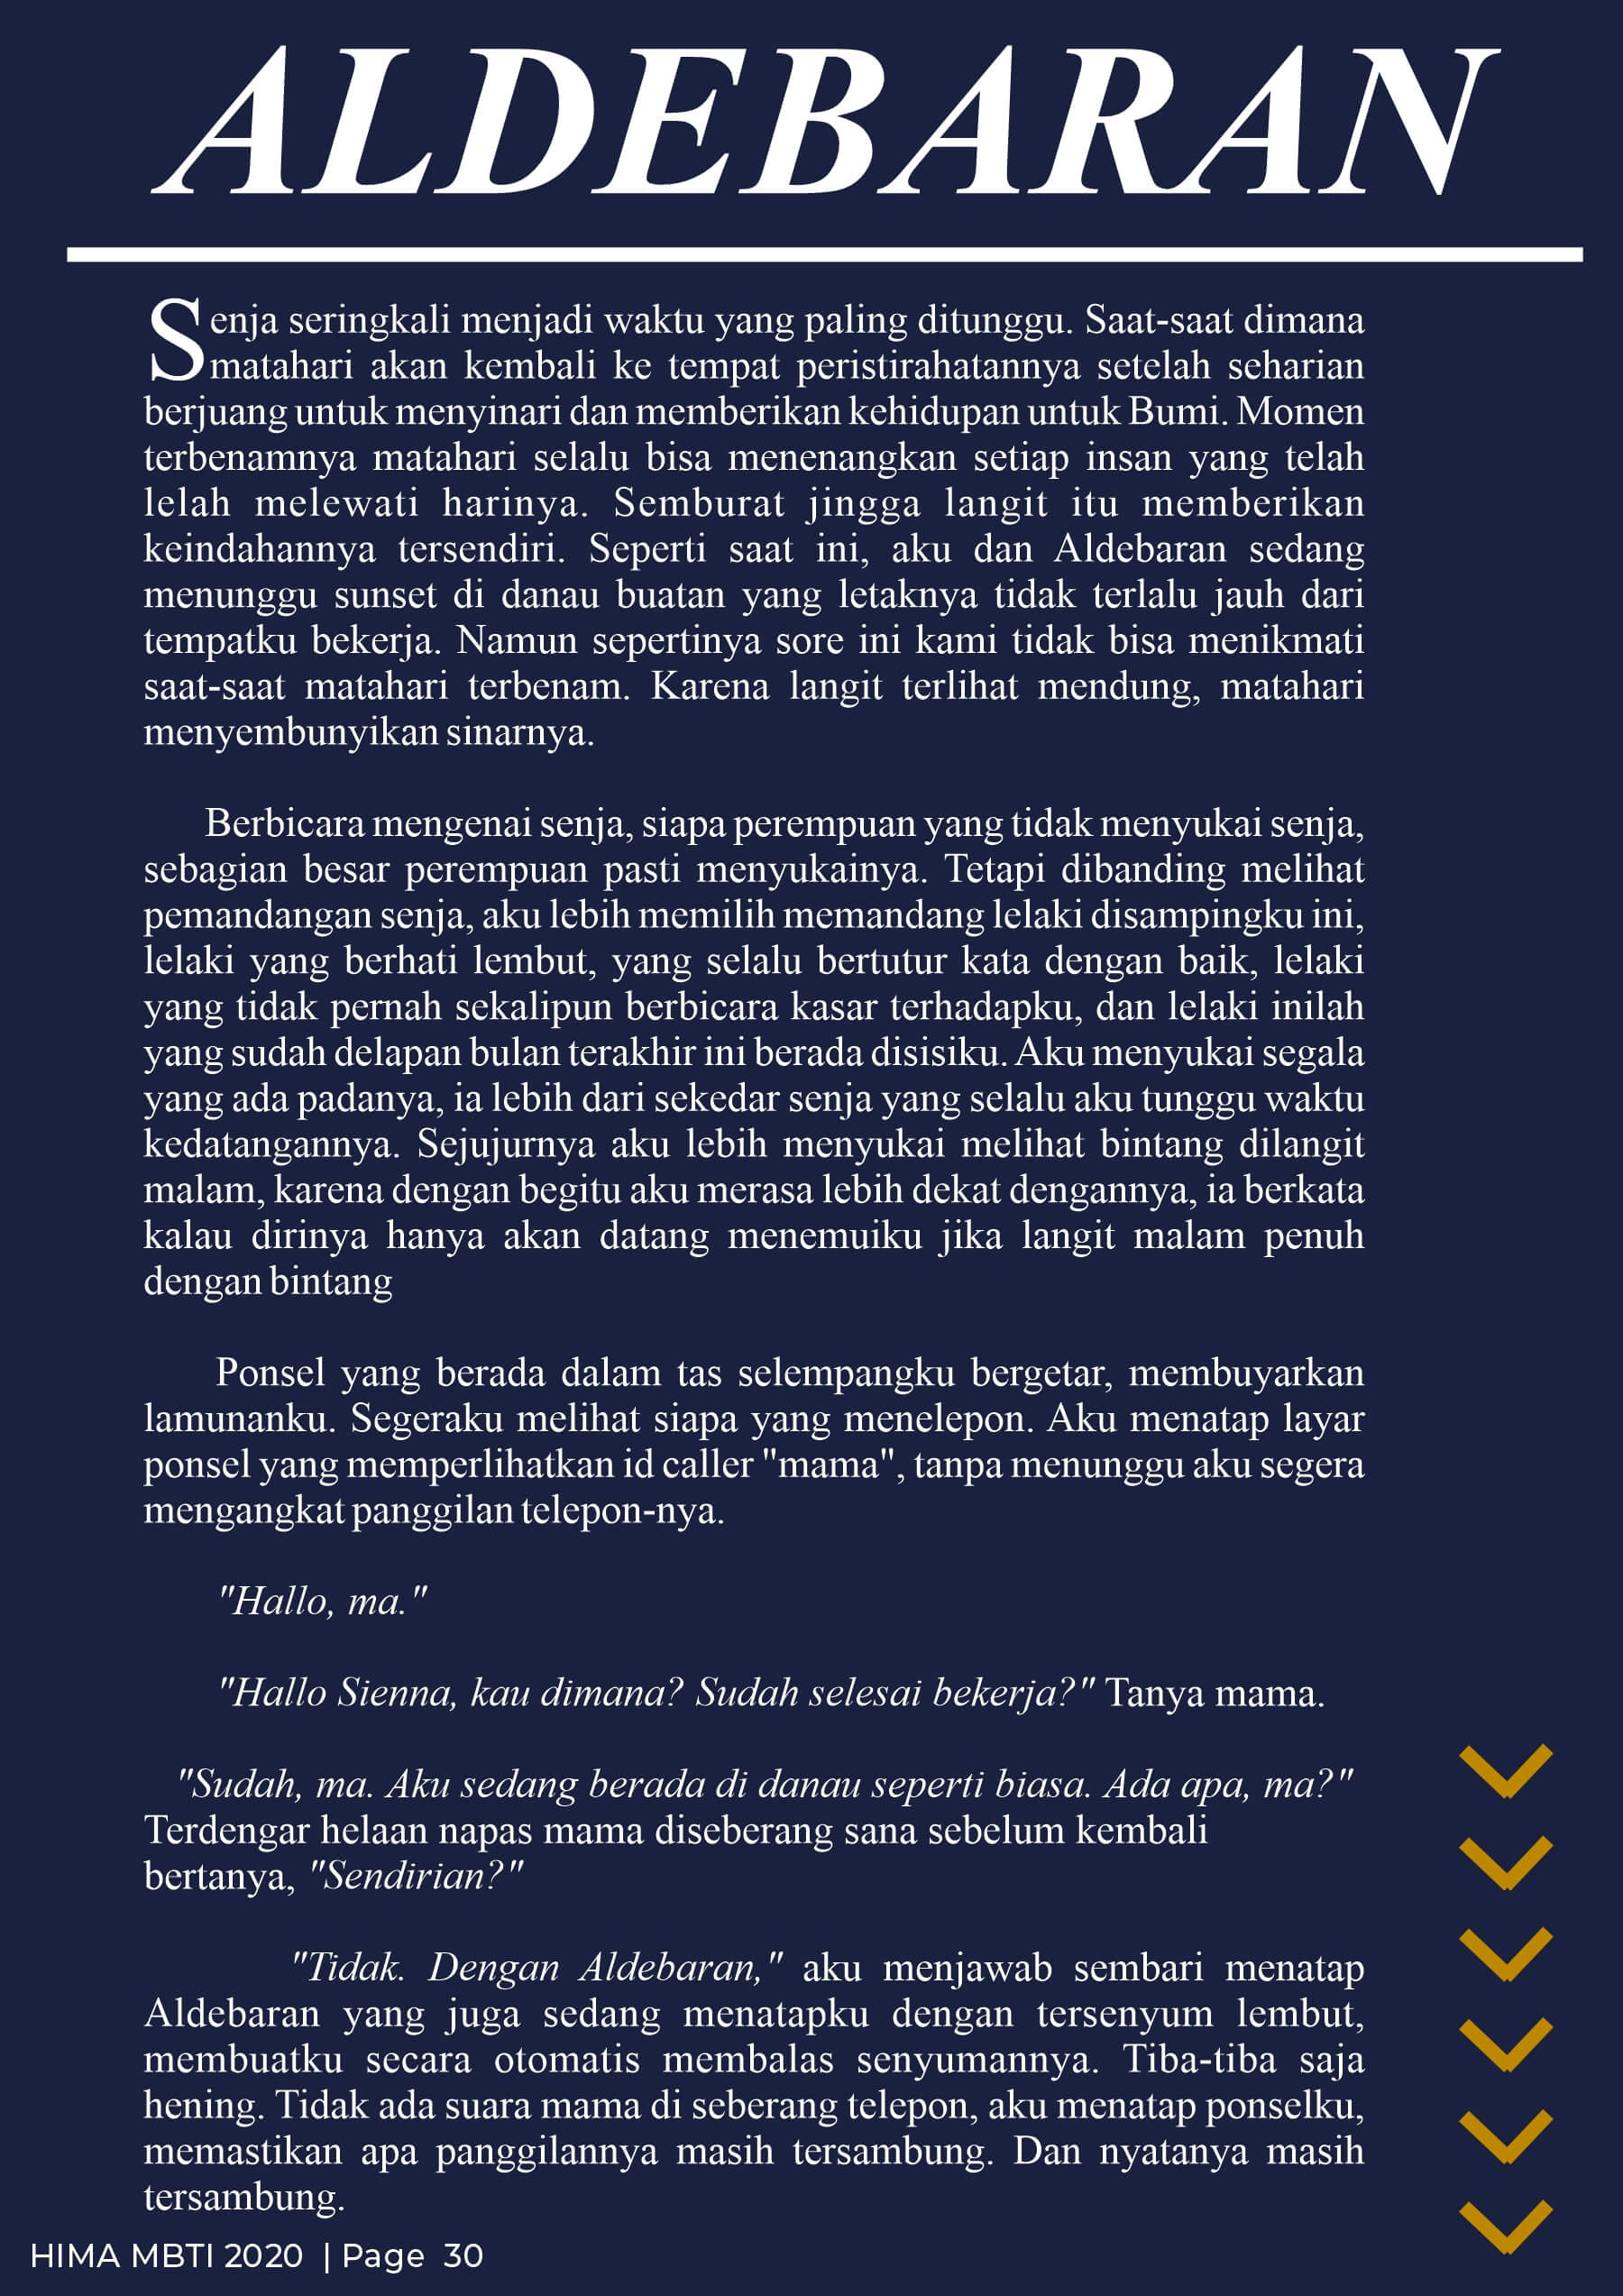 ALDEBARAN
Senja seringkali menjadi waktu yang paling ditunggu. Saat-saat dimana
matahari akan kembali ke tempat peristirahatannya setelah seharian
berjuang untuk menyinari dan memberikan kehidupan untuk Bumi. Momen
terbenamnya matahari selalu bisa menenangkan setiap insan yang telah
lelah melewati harinya. Semburat jingga langit itu memberikan
keindahannya tersendiri. Seperti saat ini, aku dan Aldebaran sedang
menunggu sunset di danau buatan yang letaknya tidak terlalu jauh dari
tempatku bekerja. Namun sepertinya sore ini kami tidak bisa menikmati
saat-saat matahari terbenam. Karena langit terlihat mendung, matahari
menyembunyikan sinarnya.
Berbicara mengenai senja, siapa perempuan yang tidak menyukai senja,
sebagian besar perempuan pasti menyukainya. Tetapi dibanding melihat
pemandangan senja, aku lebih memilih memandang lelaki disampingku ini,
lelaki yang berhati lembut, yang selalu bertutur kata dengan baik, lelaki
yang tidak pernah sekalipun berbicara kasar terhadapku, dan lelaki inilah
yang sudah delapan bulan terakhir ini berada disisiku. Aku menyukai segala
yang ada padanya, ia lebih dari sekedar senja yang selalu aku tunggu waktu
kedatangannya. Sejujurnya aku lebih menyukai melihat bintang dilangit
malam, karena dengan begitu aku merasa lebih dekat dengannya, ia berkata
kalau dirinya hanya akan datang menemuiku jika langit malam penuh
dengan bintang
Ponsel yang berada dalam tas selempangku bergetar, membuyarkan
lamunanku. Segeraku melihat siapa yang menelepon. Aku menatap layar
ponsel yang memperlihatkan id caller "mama", tanpa menunggu aku segera
mengangkat panggilan telepon-nya.
"Hallo, ma."
"Hallo Sienna, kau dimana? Sudah selesai bekerja?" Tanya mama.
"Sudah, ma. Aku sedang berada di danau seperti biasa. Ada apa, ma?"
Terdengar helaan napas mama diseberang sana sebelum kembali
bertanya, "Sendirian?"
"Tidak. Dengan Aldebaran," aku menjawab sembari menatap
Aldebaran yang juga sedang menatapku dengan tersenyum lembut,
membuatku secara otomatis membalas senyumannya. Tiba-tiba saja
hening. Tidak ada suara mama di seberang telepon, aku menatap ponselku,
memastikan apa panggilannya masih tersambung. Dan nyatanya masih
tersambung.
HIMA MBTI 2020 | Page 30